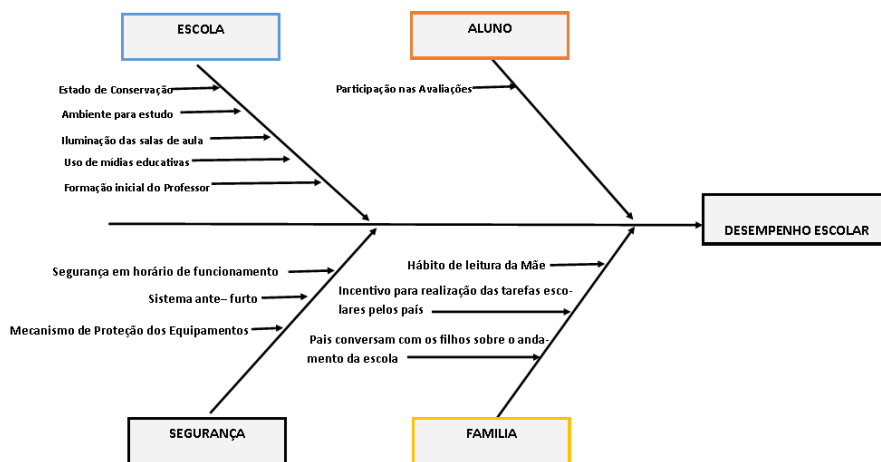 ESCOLA
ALUNO
Estado de Conservação
Ambiente para estudo
Iluminação das salas de aula
Uso de mídias educativas
Formação inicial do Professor
Participação nas Avaliações
DESEMPENHO ESCOLAR
Segurança em horário de funcionamento
Sistema ante– furto
Mecanismo de Proteção dos Equipamentos
Hábito de leitura da Mãe
Incentivo para realização das tarefas esco-
lares pelos país
Pais conversam com os filhos sobre o anda-
mento da escola
SEGURANÇA
FAMILIA